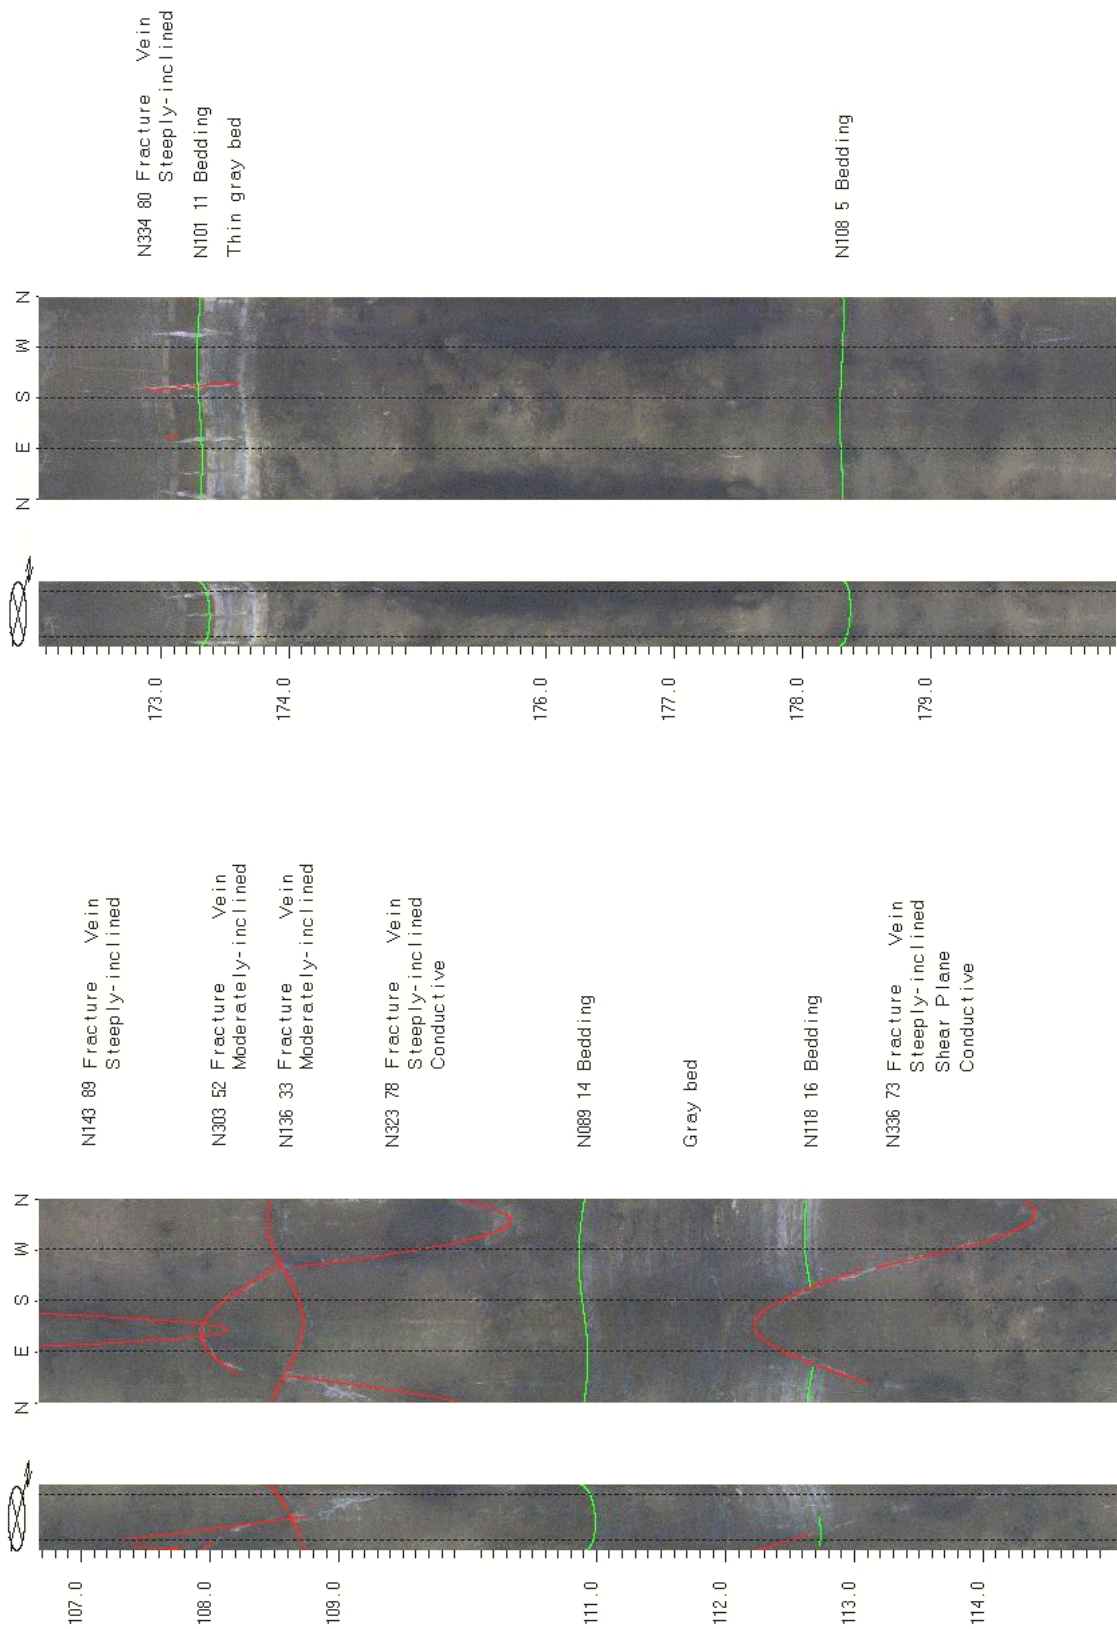 N334 80 Fracture Vein
Steeply-inclined
N101 11 Bedding
Thin gray bed
N108 5 Bedding
N E S W N
173.0
174.0
176.0
177.0
178.0
179.0
N143 89 Fracture Vein
Steeply-inclined
N303 52 Fracture Vein
Moderately-inclined
N136 33 Fracture Vein
Moderately-inclined
N323 78 Fracture Vein
Steeply-inclined
Conductive
N089 14 Bedding
Gray bed
N118 16 Bedding
N336 73 Fracture Vein
Steeply-inclined
Shear Plane
Conductive
N E S W N
107.0
108.0
109.0
111.0
112.0
113.0
114.0